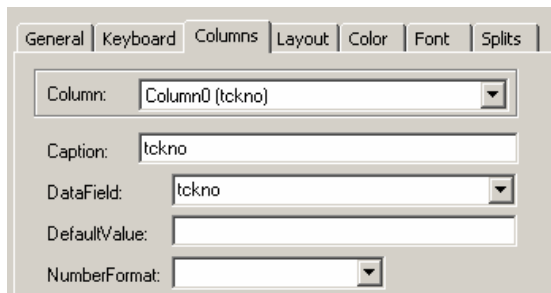 General Keyboard Columns Layout Color Font Splits
Column: Column0 (tckno)
Caption: tckno
DataField: tckno
DefaultValue:
NumberFormat: